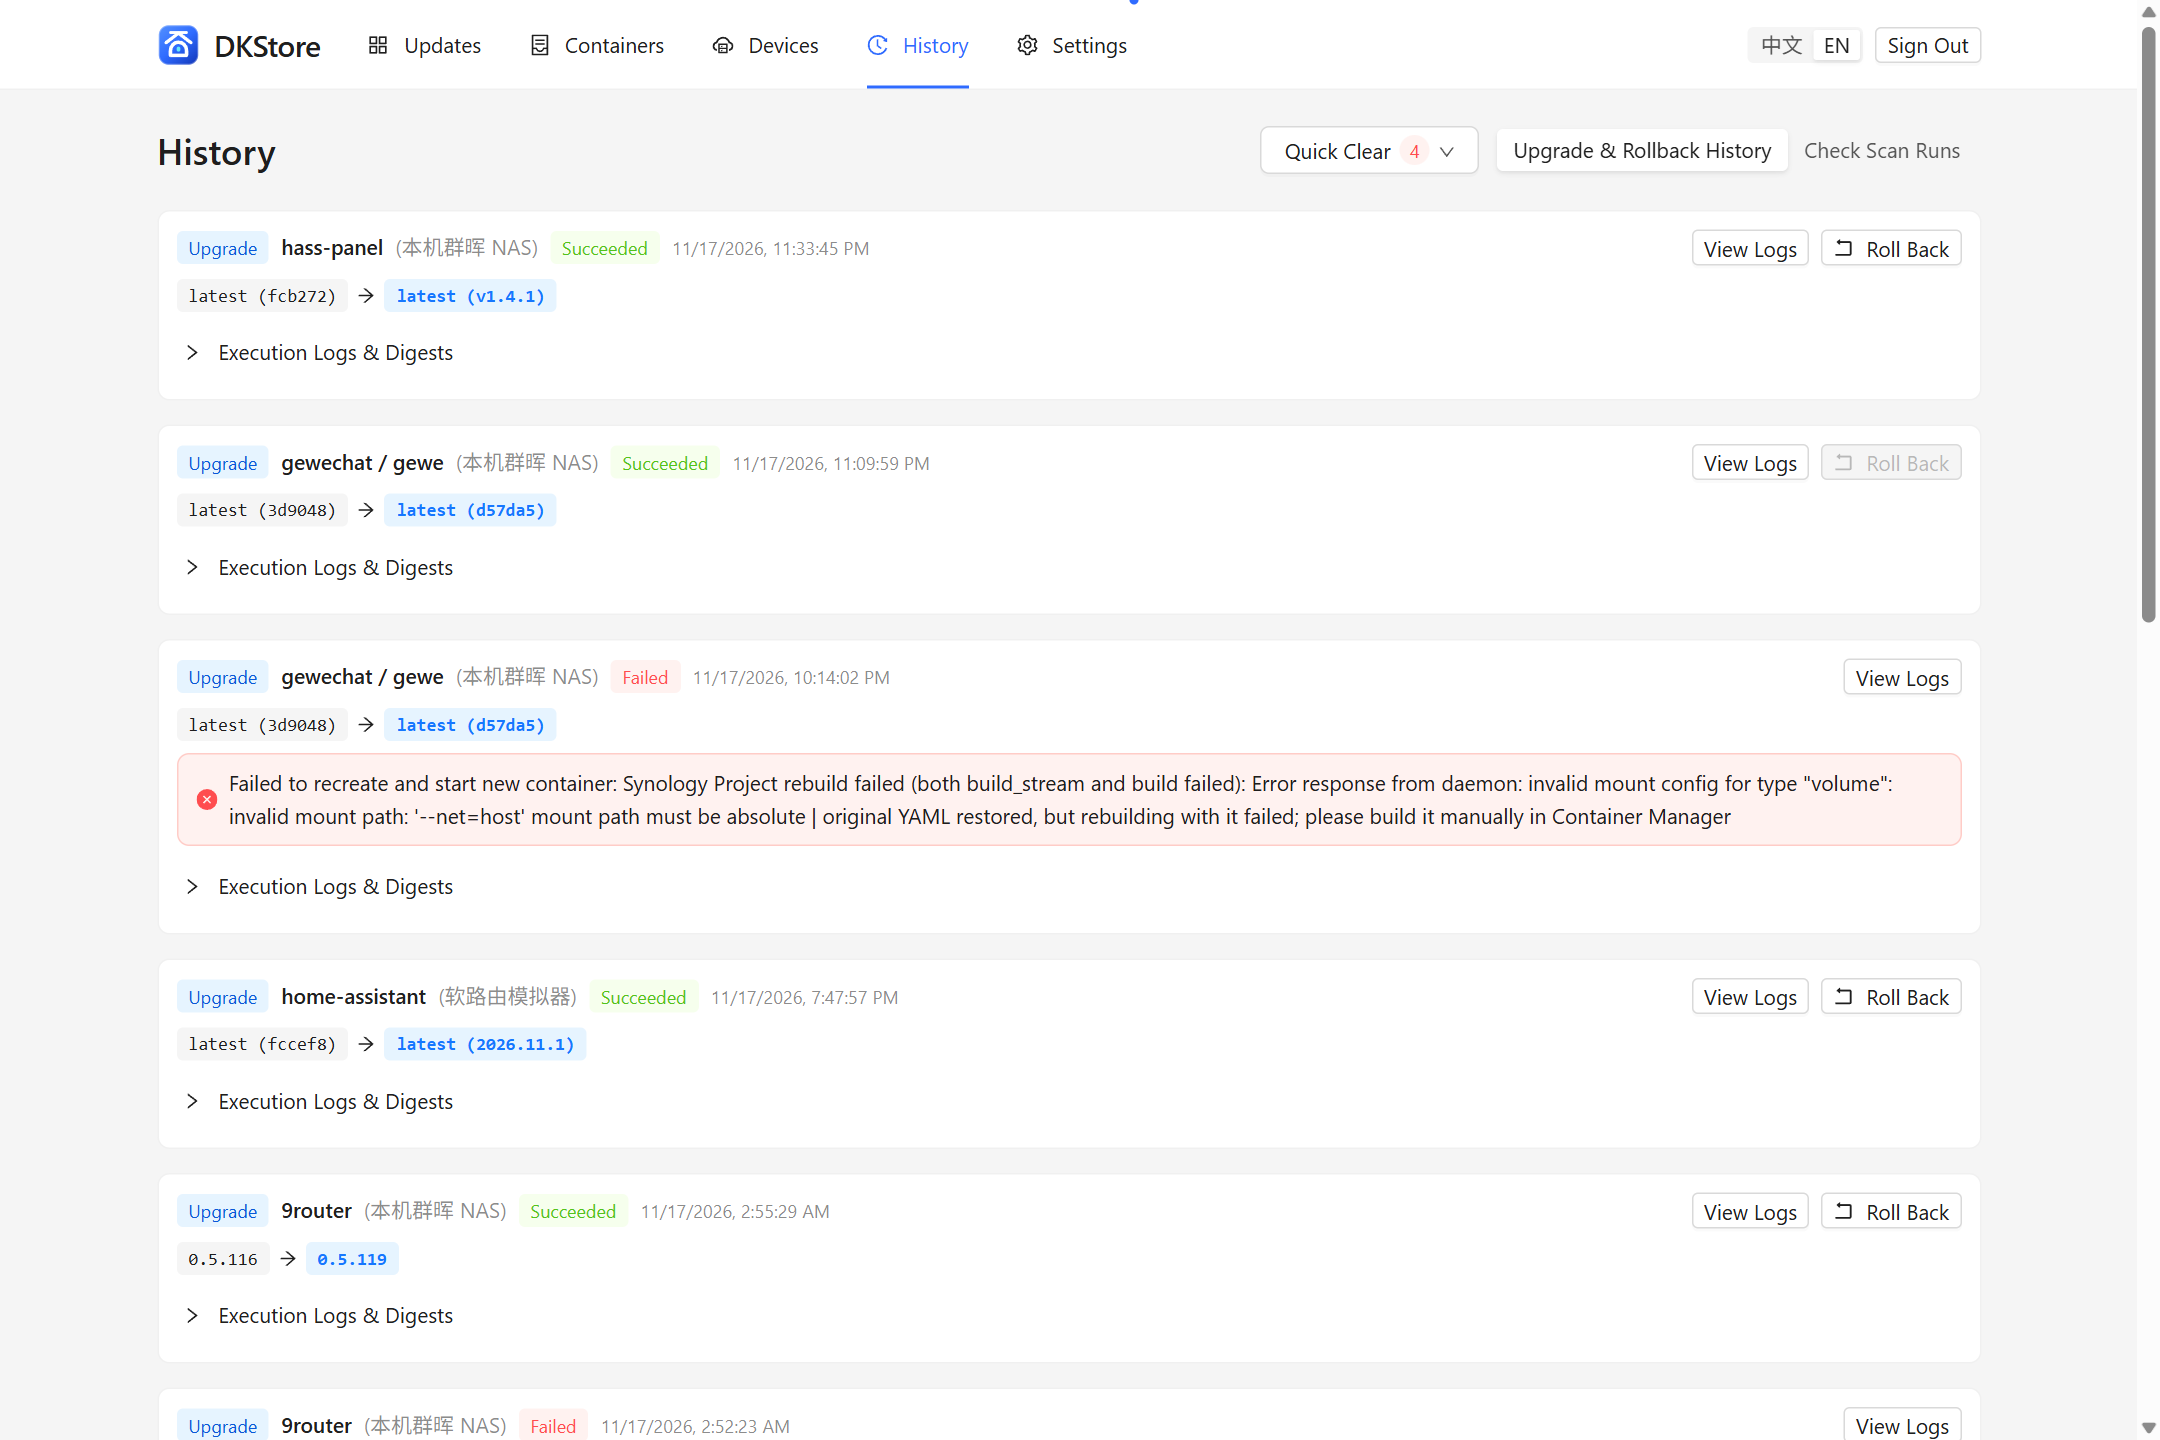 DKStore
Updates
Containers
Devices
History
Settings
中文
EN
Sign Out
History
Quick Clear 4
Upgrade & Rollback History
Check Scan Runs
Upgrade hass-panel (本机群晖 NAS) Succeeded 11/17/2026, 11:33:45 PM
View Logs
Roll Back
latest (fcb272) → latest (v1.4.1)
Execution Logs & Digests
Upgrade gewechat / gewe (本机群晖 NAS) Succeeded 11/17/2026, 11:09:59 PM
View Logs
Roll Back
latest (3d9048) → latest (d57da5)
Execution Logs & Digests
Upgrade gewechat / gewe (本机群晖 NAS) Failed 11/17/2026, 10:14:02 PM
View Logs
latest (3d9048) → latest (d57da5)
Failed to recreate and start new container: Synology Project rebuild failed (both build_stream and build failed): Error response from daemon: invalid mount config for type "volume":
invalid mount path: '--net=host' mount path must be absolute | original YAML restored, but rebuilding with it failed; please build it manually in Container Manager
Execution Logs & Digests
Upgrade home-assistant (软路由模拟器) Succeeded 11/17/2026, 7:47:57 PM
View Logs
Roll Back
latest (fccef8) → latest (2026.11.1)
Execution Logs & Digests
Upgrade 9router (本机群晖 NAS) Succeeded 11/17/2026, 2:55:29 AM
View Logs
Roll Back
0.5.116 → 0.5.119
Execution Logs & Digests
Upgrade 9router (本机群晖 NAS) Failed 11/17/2026, 2:52:23 AM
View Logs